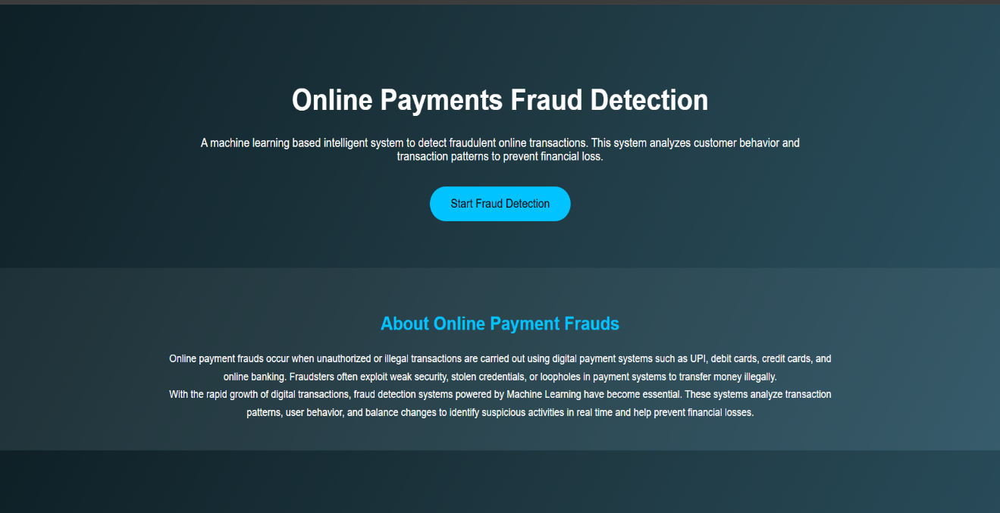 Online Payments Fraud Detection
A machine learning based intelligent system to detect fraudulent online transactions. This system analyzes customer behavior and
transaction patterns to prevent financial loss.
Start Fraud Detection
About Online Payment Frauds
Online payment frauds occur when unauthorized or illegal transactions are carried out using digital payment systems such as UPI, debit cards, credit cards, and
online banking. Fraudsters often exploit weak security, stolen credentials, or loopholes in payment systems to transfer money illegally.
With the rapid growth of digital transactions, fraud detection systems powered by Machine Learning have become essential. These systems analyze transaction
patterns, user behavior, and balance changes to identify suspicious activities in real time and help prevent financial losses.